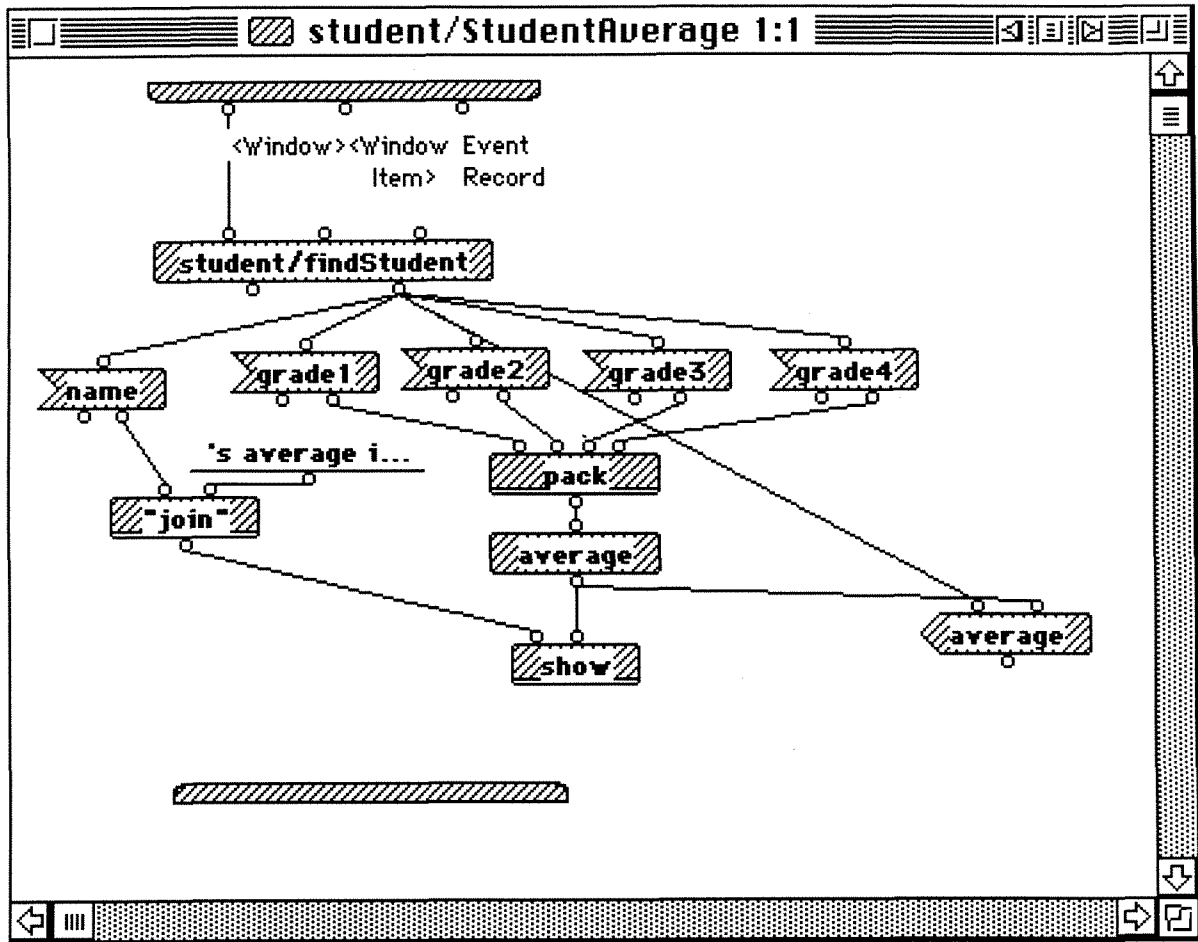 student/StudentAverage 1:1
<Window><Window Event
Item> Record
student/findStudent
name
grade1
grade2
grade3
grade4
's average i...
pack
"join"
average
average
show